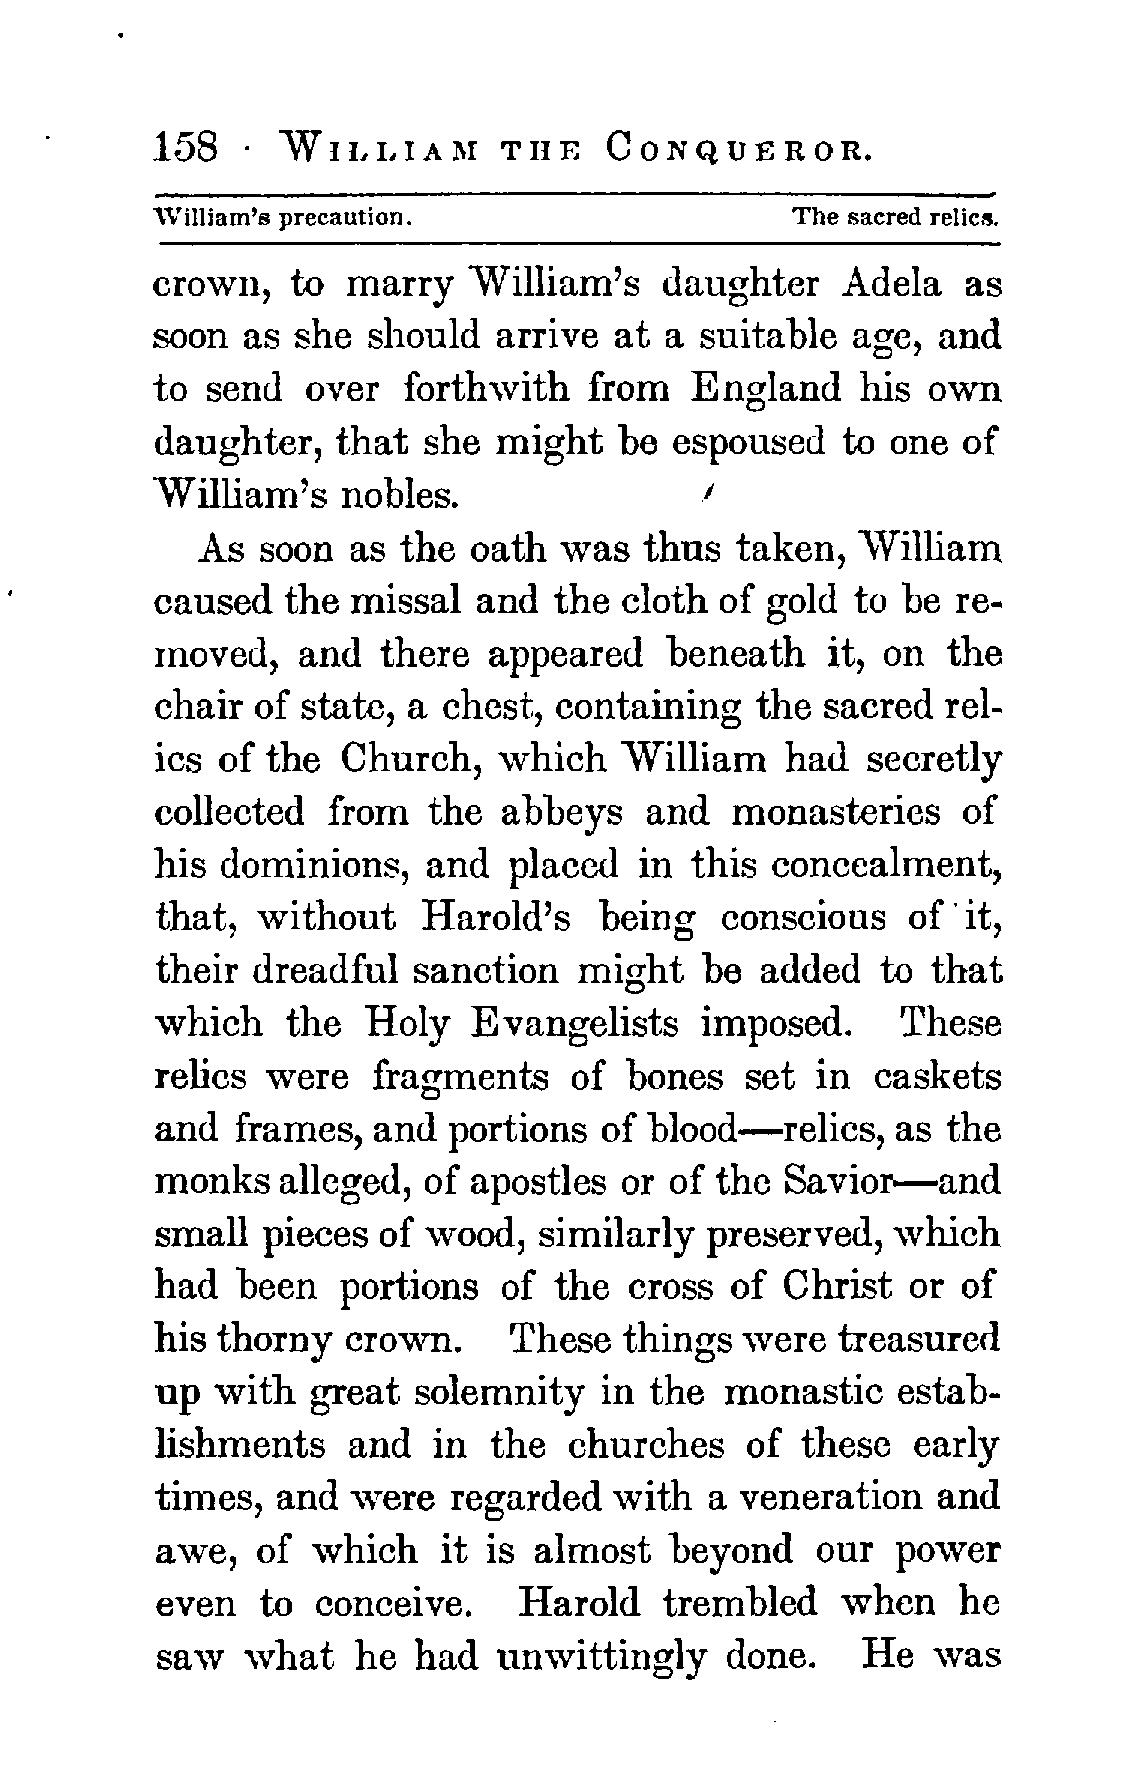 158 · WILLIAM THE CONQUEROR.
William's precaution. The sacred relics.
crown, to marry William's daughter Adela as
soon as she should arrive at a suitable age, and
to send over forthwith from England his own
daughter, that she might be espoused to one of
William's nobles.
As soon as the oath was thus taken, William
caused the missal and the cloth of gold to be re-
moved, and there appeared beneath it, on the
chair of state, a chest, containing the sacred rel-
ics of the Church, which William had secretly
collected from the abbeys and monasteries of
his dominions, and placed in this concealment,
that, without Harold's being conscious of it,
their dreadful sanction might be added to that
which the Holy Evangelists imposed. These
relics were fragments of bones set in caskets
and frames, and portions of blood—relics, as the
monks alleged, of apostles or of the Savior—and
small pieces of wood, similarly preserved, which
had been portions of the cross of Christ or of
his thorny crown. These things were treasured
up with great solemnity in the monastic estab-
lishments and in the churches of these early
times, and were regarded with a veneration and
awe, of which it is almost beyond our power
even to conceive. Harold trembled when he
saw what he had unwittingly done. He was